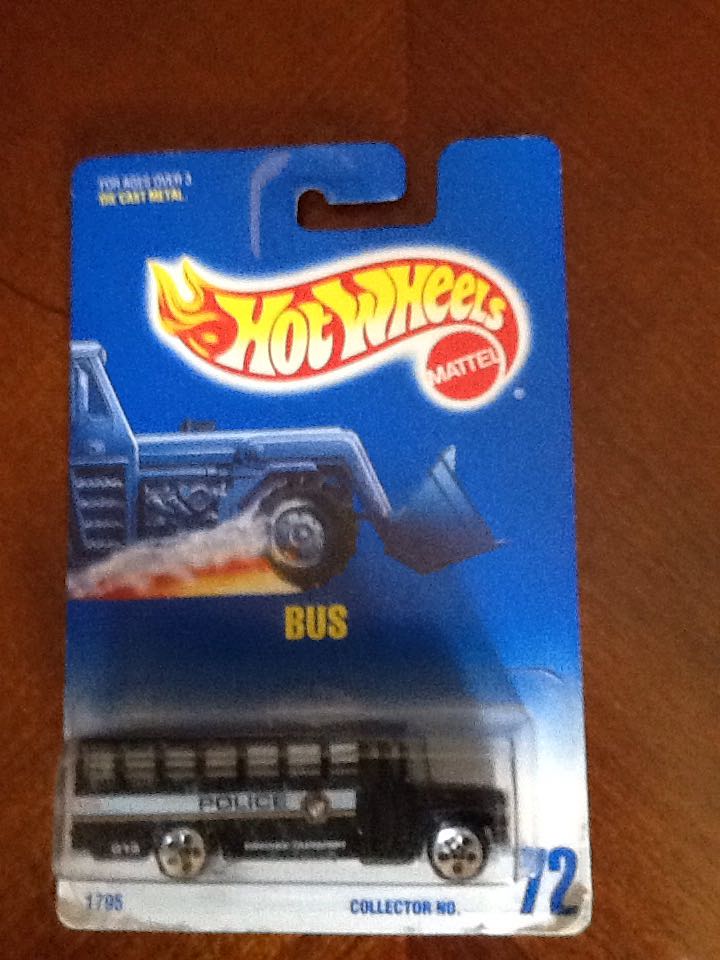 FOR AGES OVER 3
DIE CAST METAL
HOT WHEELS
MATTEL
BUS
POLICE
1795
COLLECTOR NO. 72